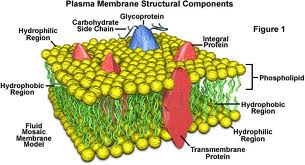 Plasma Membrane Structural Components
Glycoprotein
Figure 1
Carbohydrate
Side Chain
Hydrophilic
Region
Integral
Protein
Phospholipid
Hydrophobic
Region
Hydrophobic
Region
Fluid
Mosaic
Membrane
Model
Hydrophilic
Region
Transmembrane
Protein